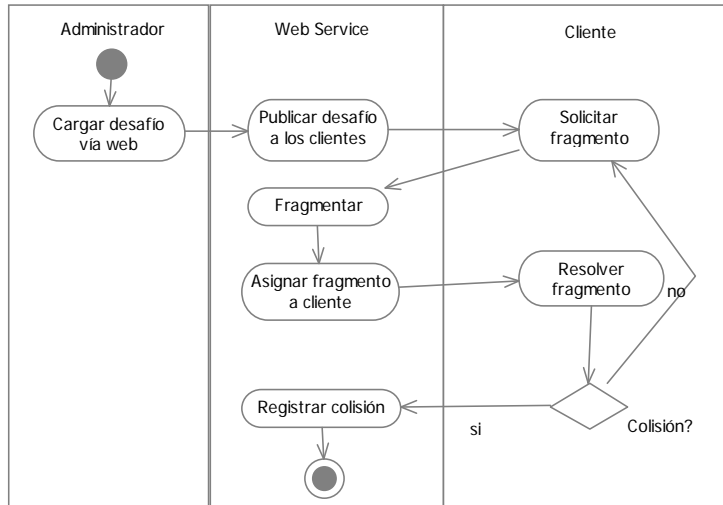 Administrador
Web Service
Cliente
Cargar desafío
vía web
Publicar desafío
a los clientes
Solicitar
fragmento
Fragmentar
Asignar fragmento
a cliente
Resolver
fragmento
no
Registrar colisión
si
Colisión?